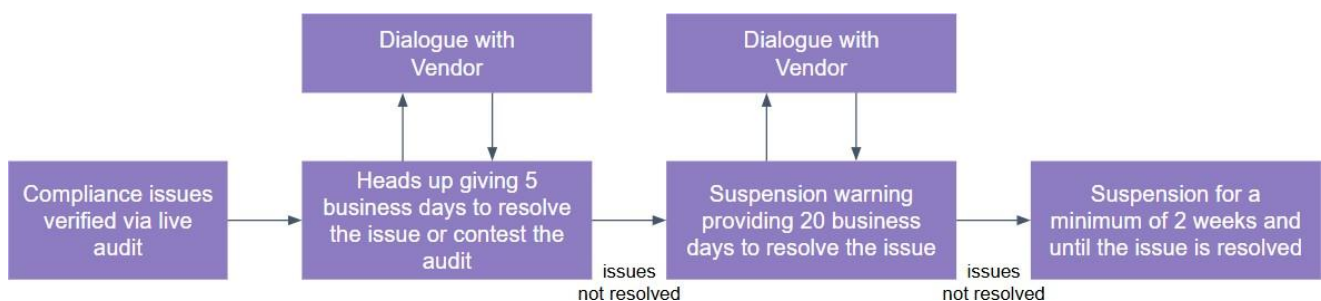 Dialogue with
Vendor
Dialogue with
Vendor
Compliance issues
verified via live
audit
Heads up giving 5
business days to resolve
the issue or contest the
audit
issues
not resolved
Suspension warning
providing 20 business
days to resolve the issue
issues
not resolved
Suspension for a
minimum of 2 weeks and
until the issue is resolved